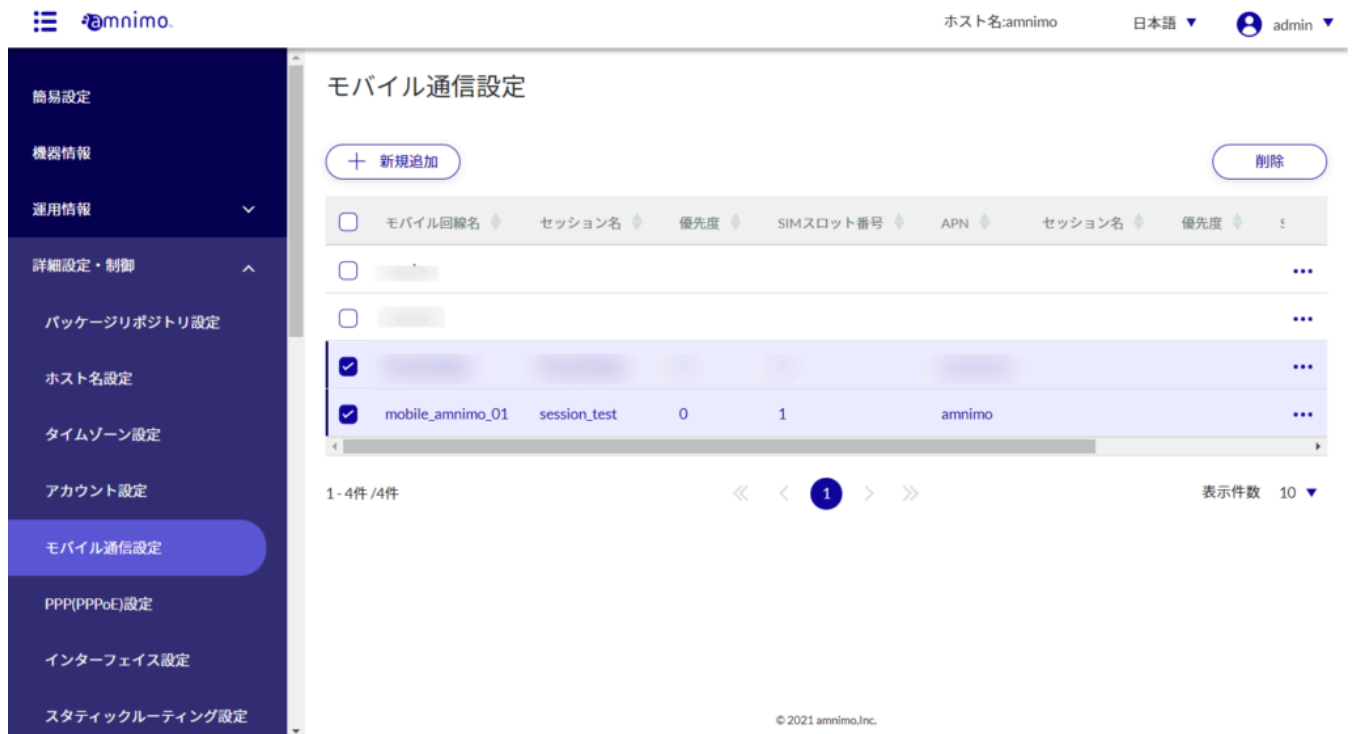 amnimo.
ホスト名:amnimo
日本語
admin
簡易設定
機器情報
運用情報
詳細設定・制御
パッケージリポジトリ設定
ホスト名設定
タイムゾーン設定
アカウント設定
モバイル通信設定
PPP(PPPoE)設定
インターフェイス設定
スタティックルーティング設定
モバイル通信設定
新規追加
削除
モバイル回線名 セッション名 優先度 SIMスロット番号 APN セッション名 優先度
mobile_amnimo_01 session_test 0 1 amnimo
1 - 4件 /4件
1
表示件数 10
© 2021 amnimo,Inc.